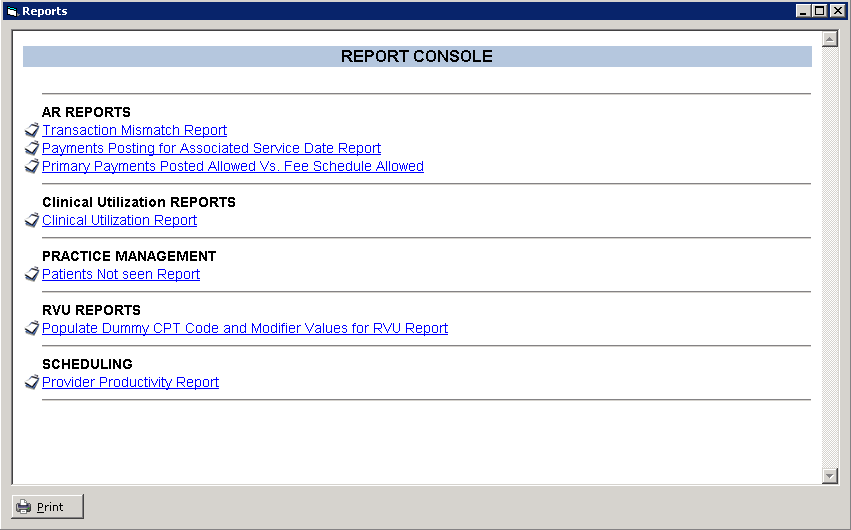 Reports
REPORT CONSOLE
AR REPORTS
Transaction Mismatch Report
Payments Posting for Associated Service Date Report
Primary Payments Posted Allowed Vs. Fee Schedule Allowed
Clinical Utilization REPORTS
Clinical Utilization Report
PRACTICE MANAGEMENT
Patients Not seen Report
RVU REPORTS
Populate Dummy CPT Code and Modifier Values for RVU Report
SCHEDULING
Provider Productivity Report
Print